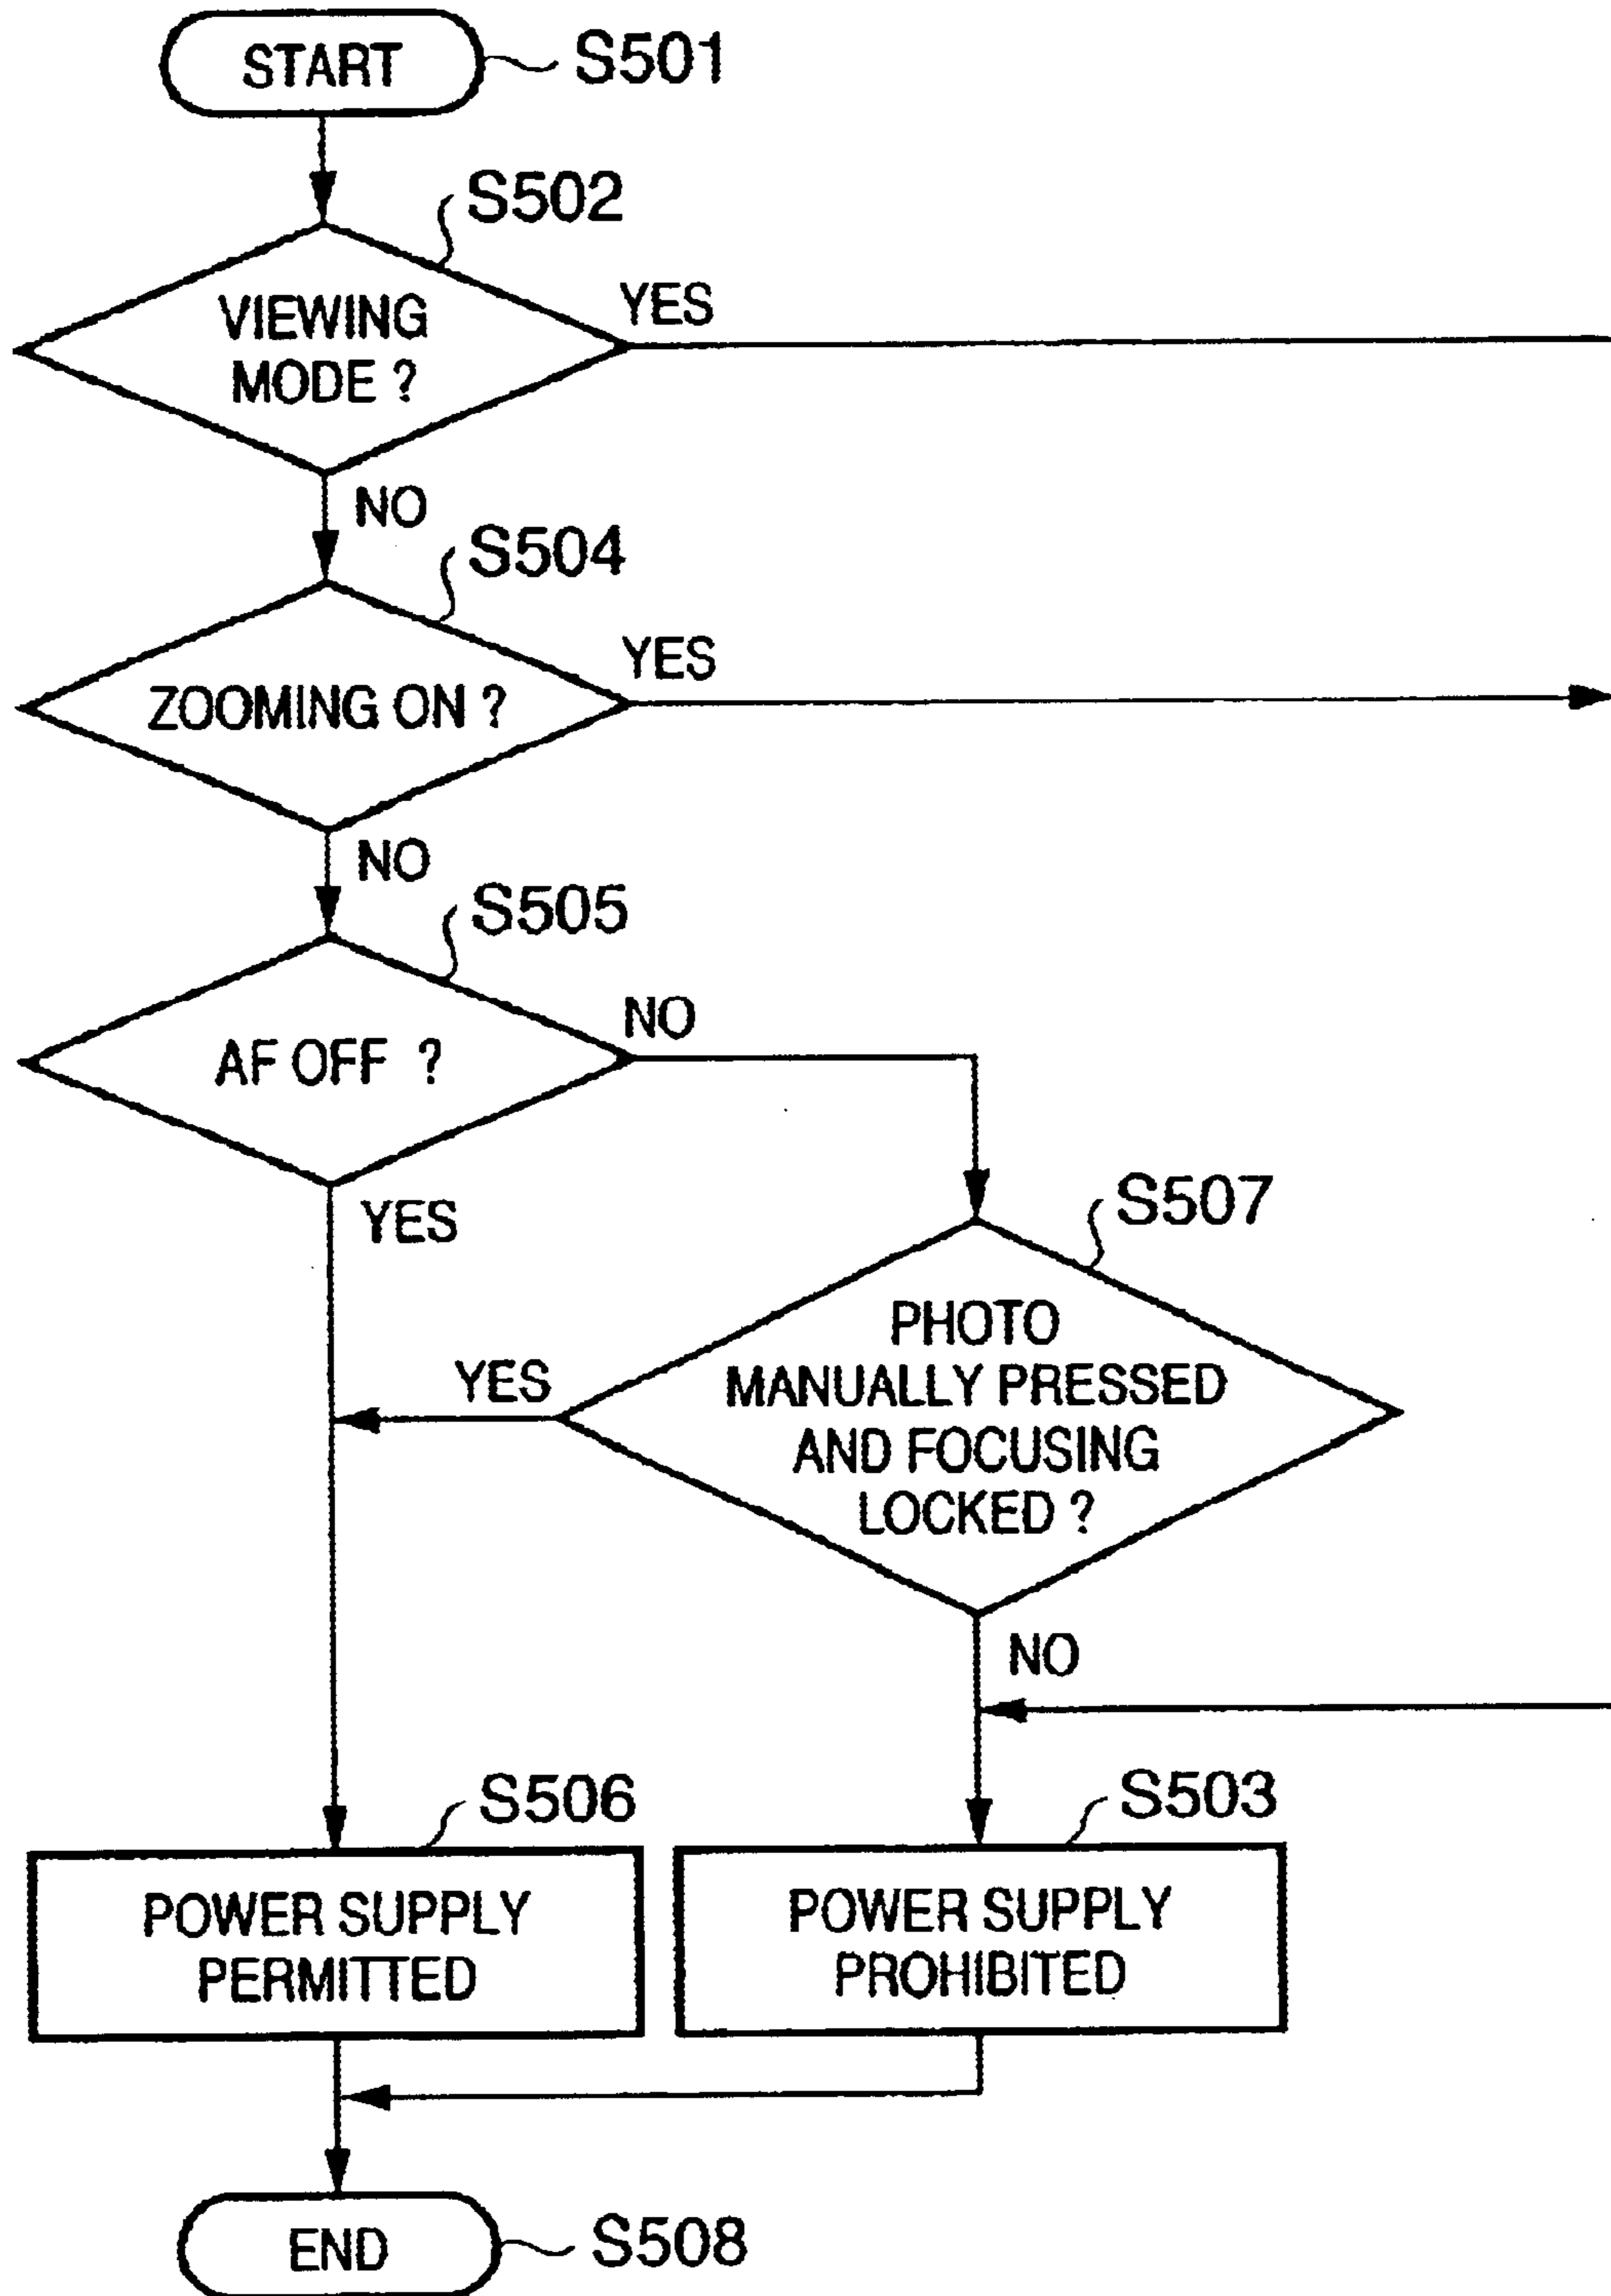 START
S501
S502
VIEWING
MODE ?
YES
NO
S504
ZOOMING ON ?
YES
NO
S505
AF OFF ?
NO
YES
S507
PHOTO
MANUALLY PRESSED
AND FOCUSING
LOCKED ?
YES
NO
S506
POWER SUPPLY
PERMITTED
S503
POWER SUPPLY
PROHIBITED
END
S508